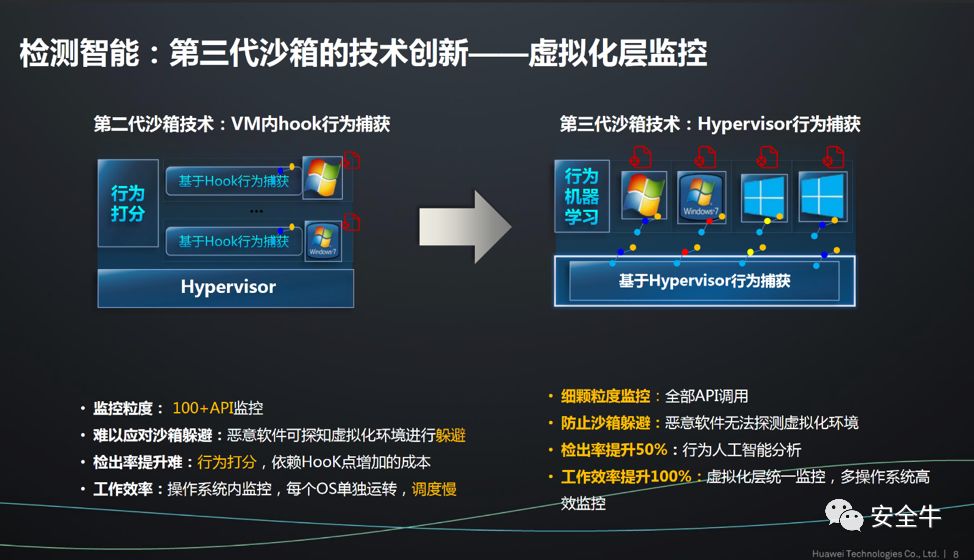 检测智能：第三代沙箱的技术创新——虚拟化层监控
第二代沙箱技术：VM内hook行为捕获
行为
打分
基于Hook行为捕获
...
基于Hook行为捕获
Windows 7
Hypervisor
第三代沙箱技术：Hypervisor行为捕获
行为
机器
学习
Windows 7
基于Hypervisor行为捕获
• 监控粒度： 100+API监控
• 难以应对沙箱躲避：恶意软件可探知虚拟化环境进行躲避
• 检出率提升难：行为打分，依赖HooK点增加的成本
• 工作效率：操作系统内监控，每个OS单独运转，调度慢
• 细颗粒度监控：全部API调用
• 防止沙箱躲避：恶意软件无法探测虚拟化环境
• 检出率提升50%：行为人工智能分析
• 工作效率提升100%：虚拟化层统一监控，多操作系统高
效监控
安全牛
Huawei Technologies Co., Ltd. | 8